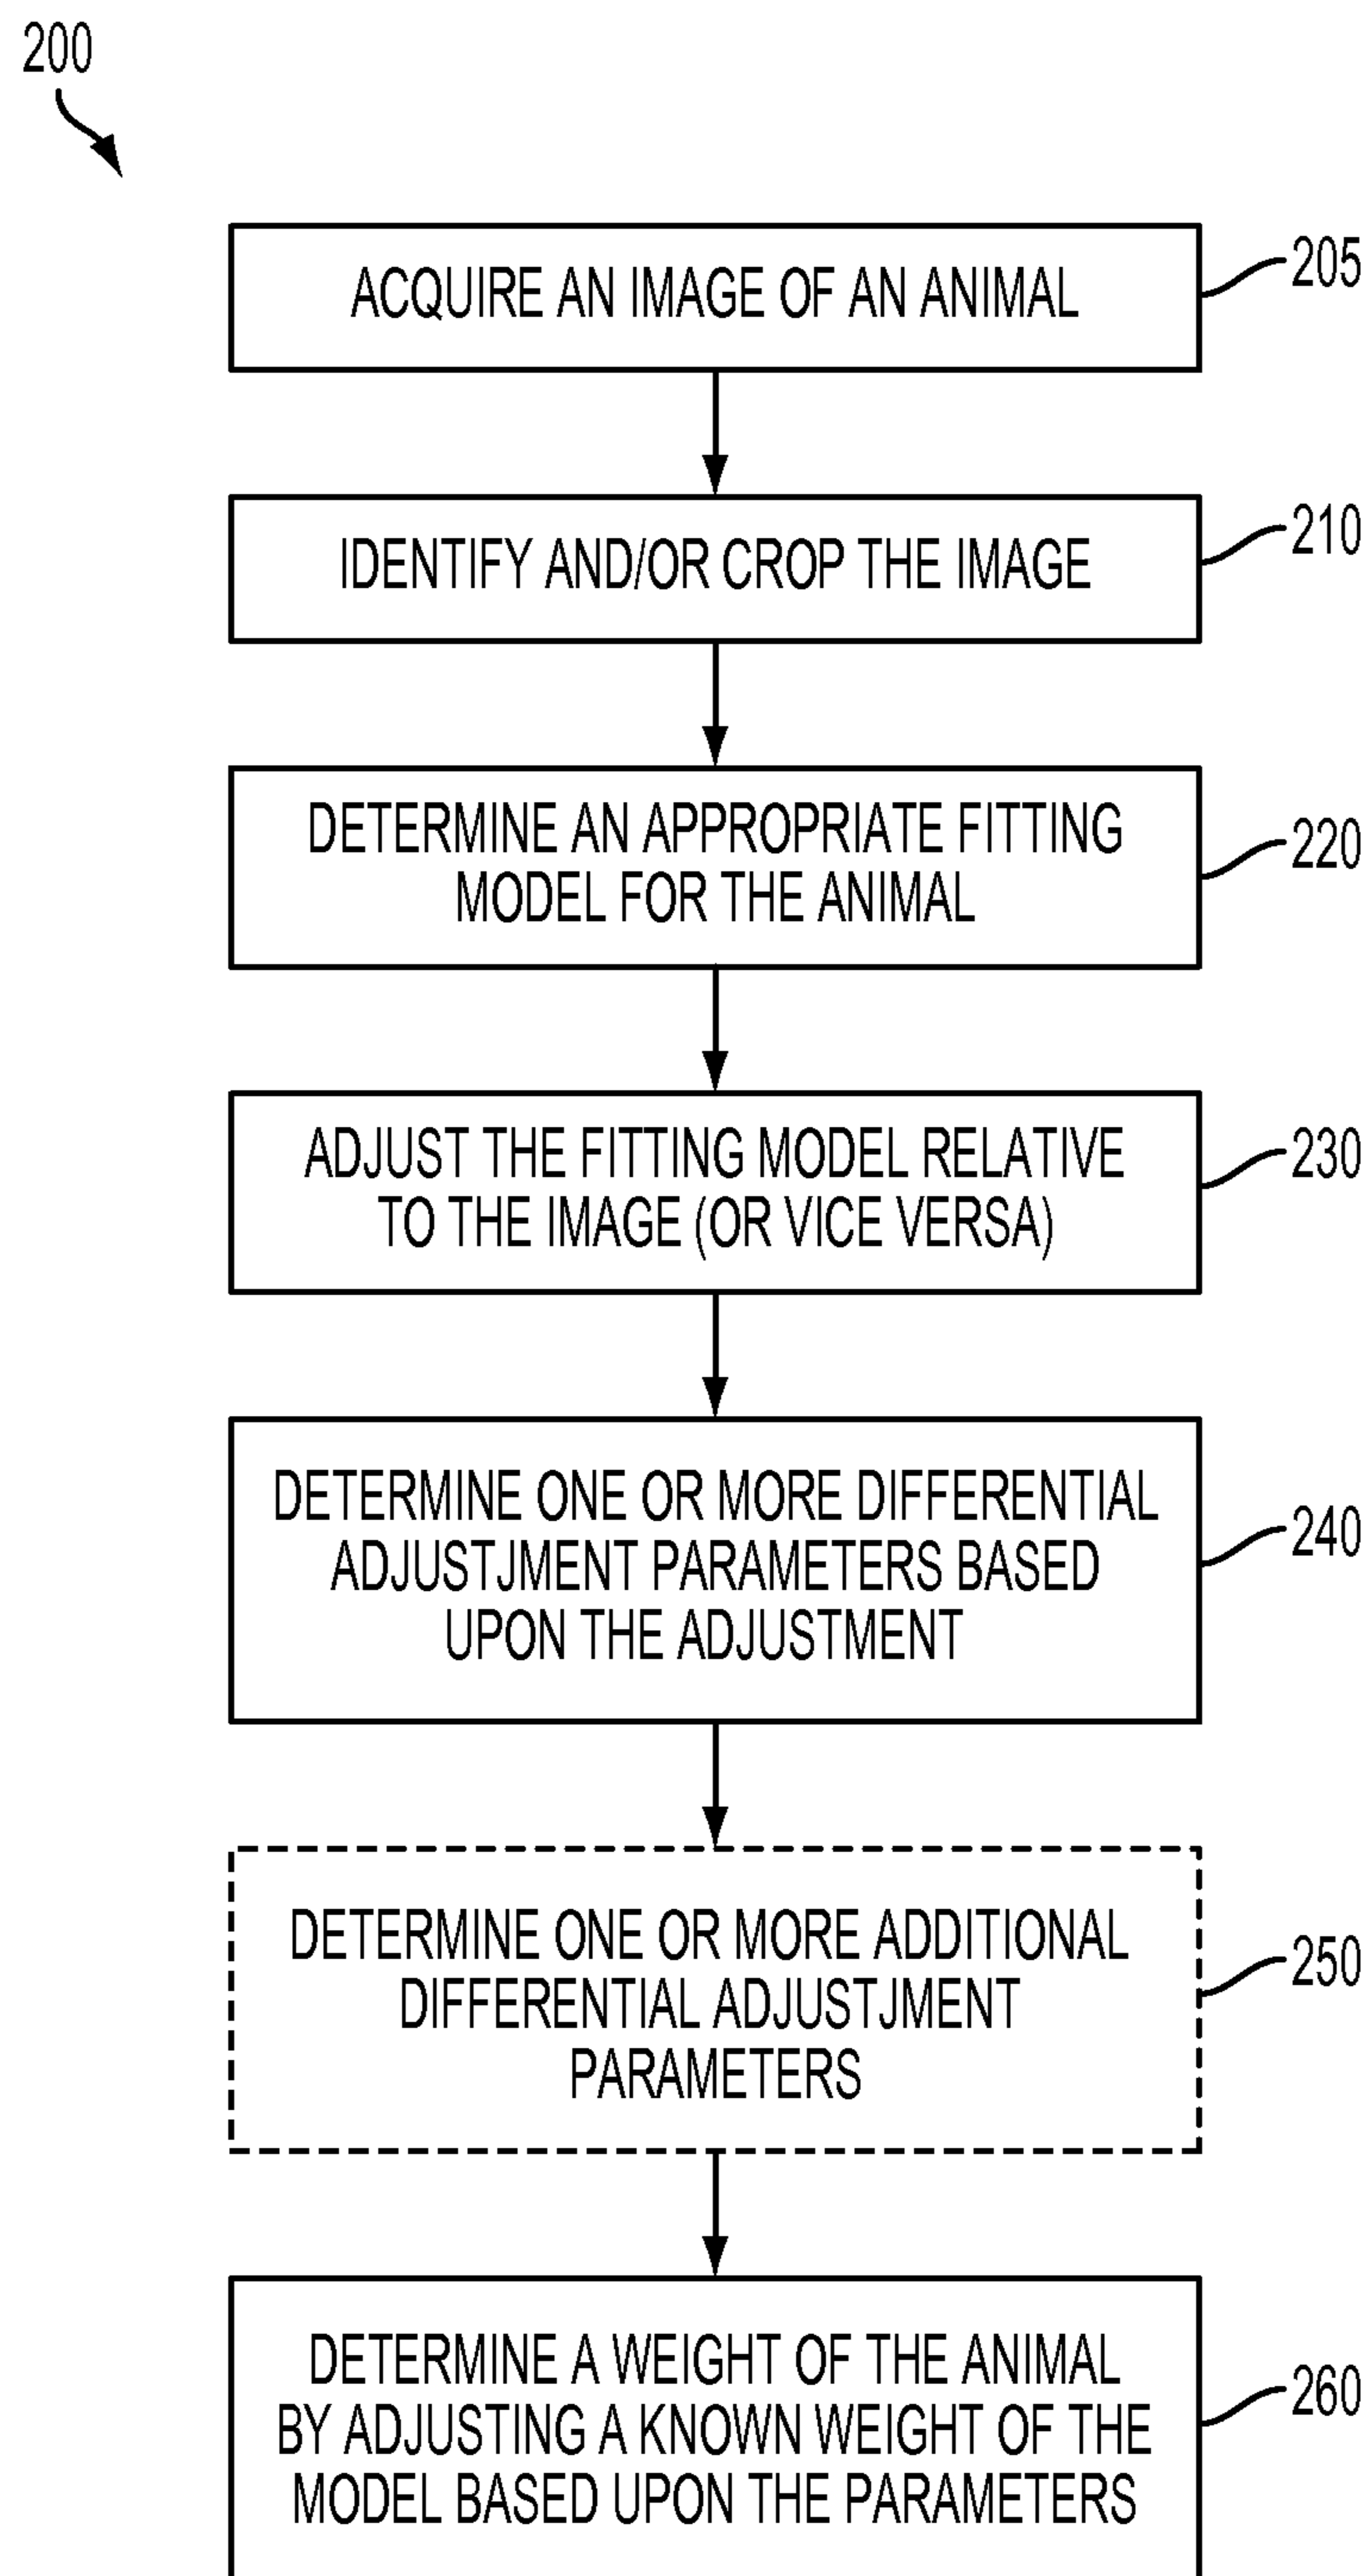 200
ACQUIRE AN IMAGE OF AN ANIMAL
205
IDENTIFY AND/OR CROP THE IMAGE
210
DETERMINE AN APPROPRIATE FITTING
MODEL FOR THE ANIMAL
220
ADJUST THE FITTING MODEL RELATIVE
TO THE IMAGE (OR VICE VERSA)
230
DETERMINE ONE OR MORE DIFFERENTIAL
ADJUSTJMENT PARAMETERS BASED
UPON THE ADJUSTMENT
240
DETERMINE ONE OR MORE ADDITIONAL
DIFFERENTIAL ADJUSTJMENT
PARAMETERS
250
DETERMINE A WEIGHT OF THE ANIMAL
BY ADJUSTING A KNOWN WEIGHT OF THE
MODEL BASED UPON THE PARAMETERS
260